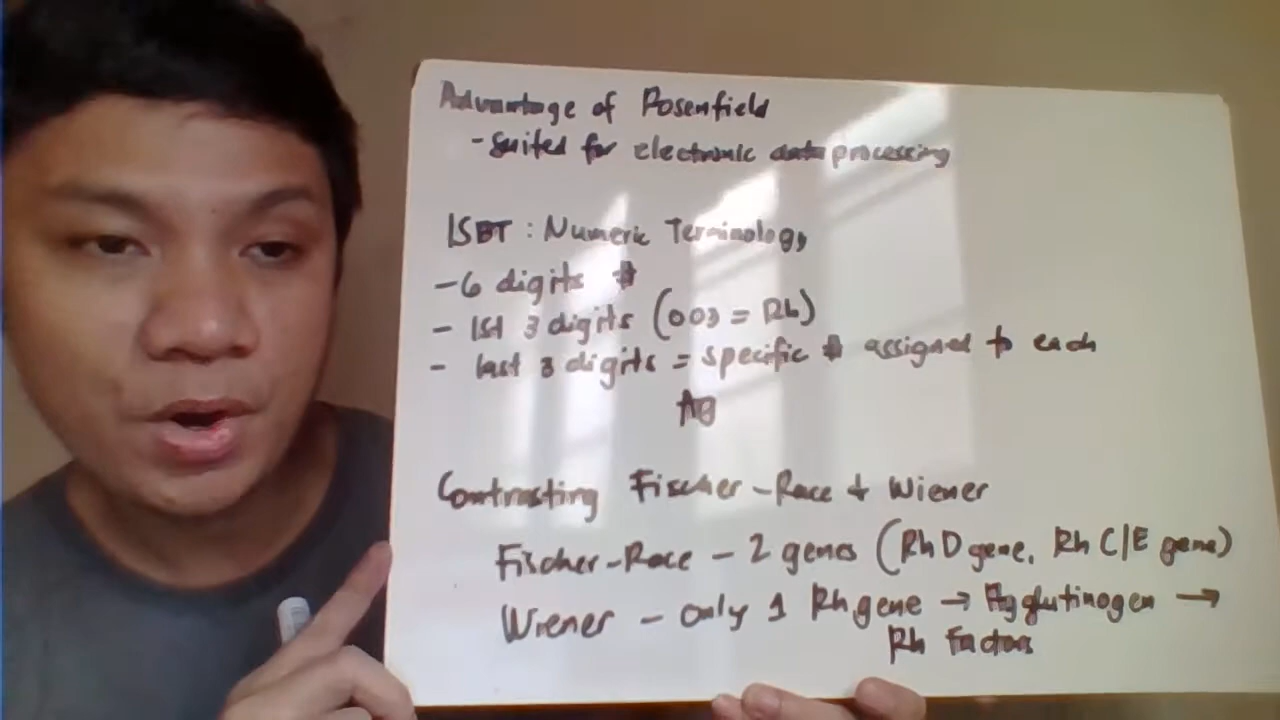 Advantage of Rosenfield
- Suited for electronic data processing
ISBT : Numeric Terminology
- 6 digits #
- 1st 3 digits (003 = Rh)
- last 3 digits = specific # assigned to each
Ag
Contrasting Fischer-Race + Wiener
Fischer-Race - 2 genes (Rh D gene, Rh C/E gene)
Wiener - only 1 Rh gene → Agglutinogen →
Rh Factors